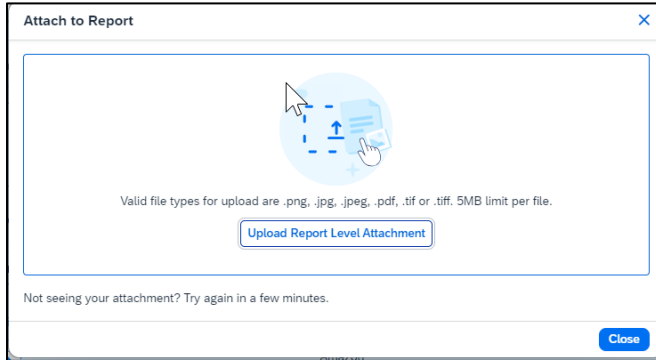 Attach to Report
Valid file types for upload are .png, .jpg, .jpeg, .pdf, .tif or .tiff. 5MB limit per file.
Upload Report Level Attachment
Not seeing your attachment? Try again in a few minutes.
Close